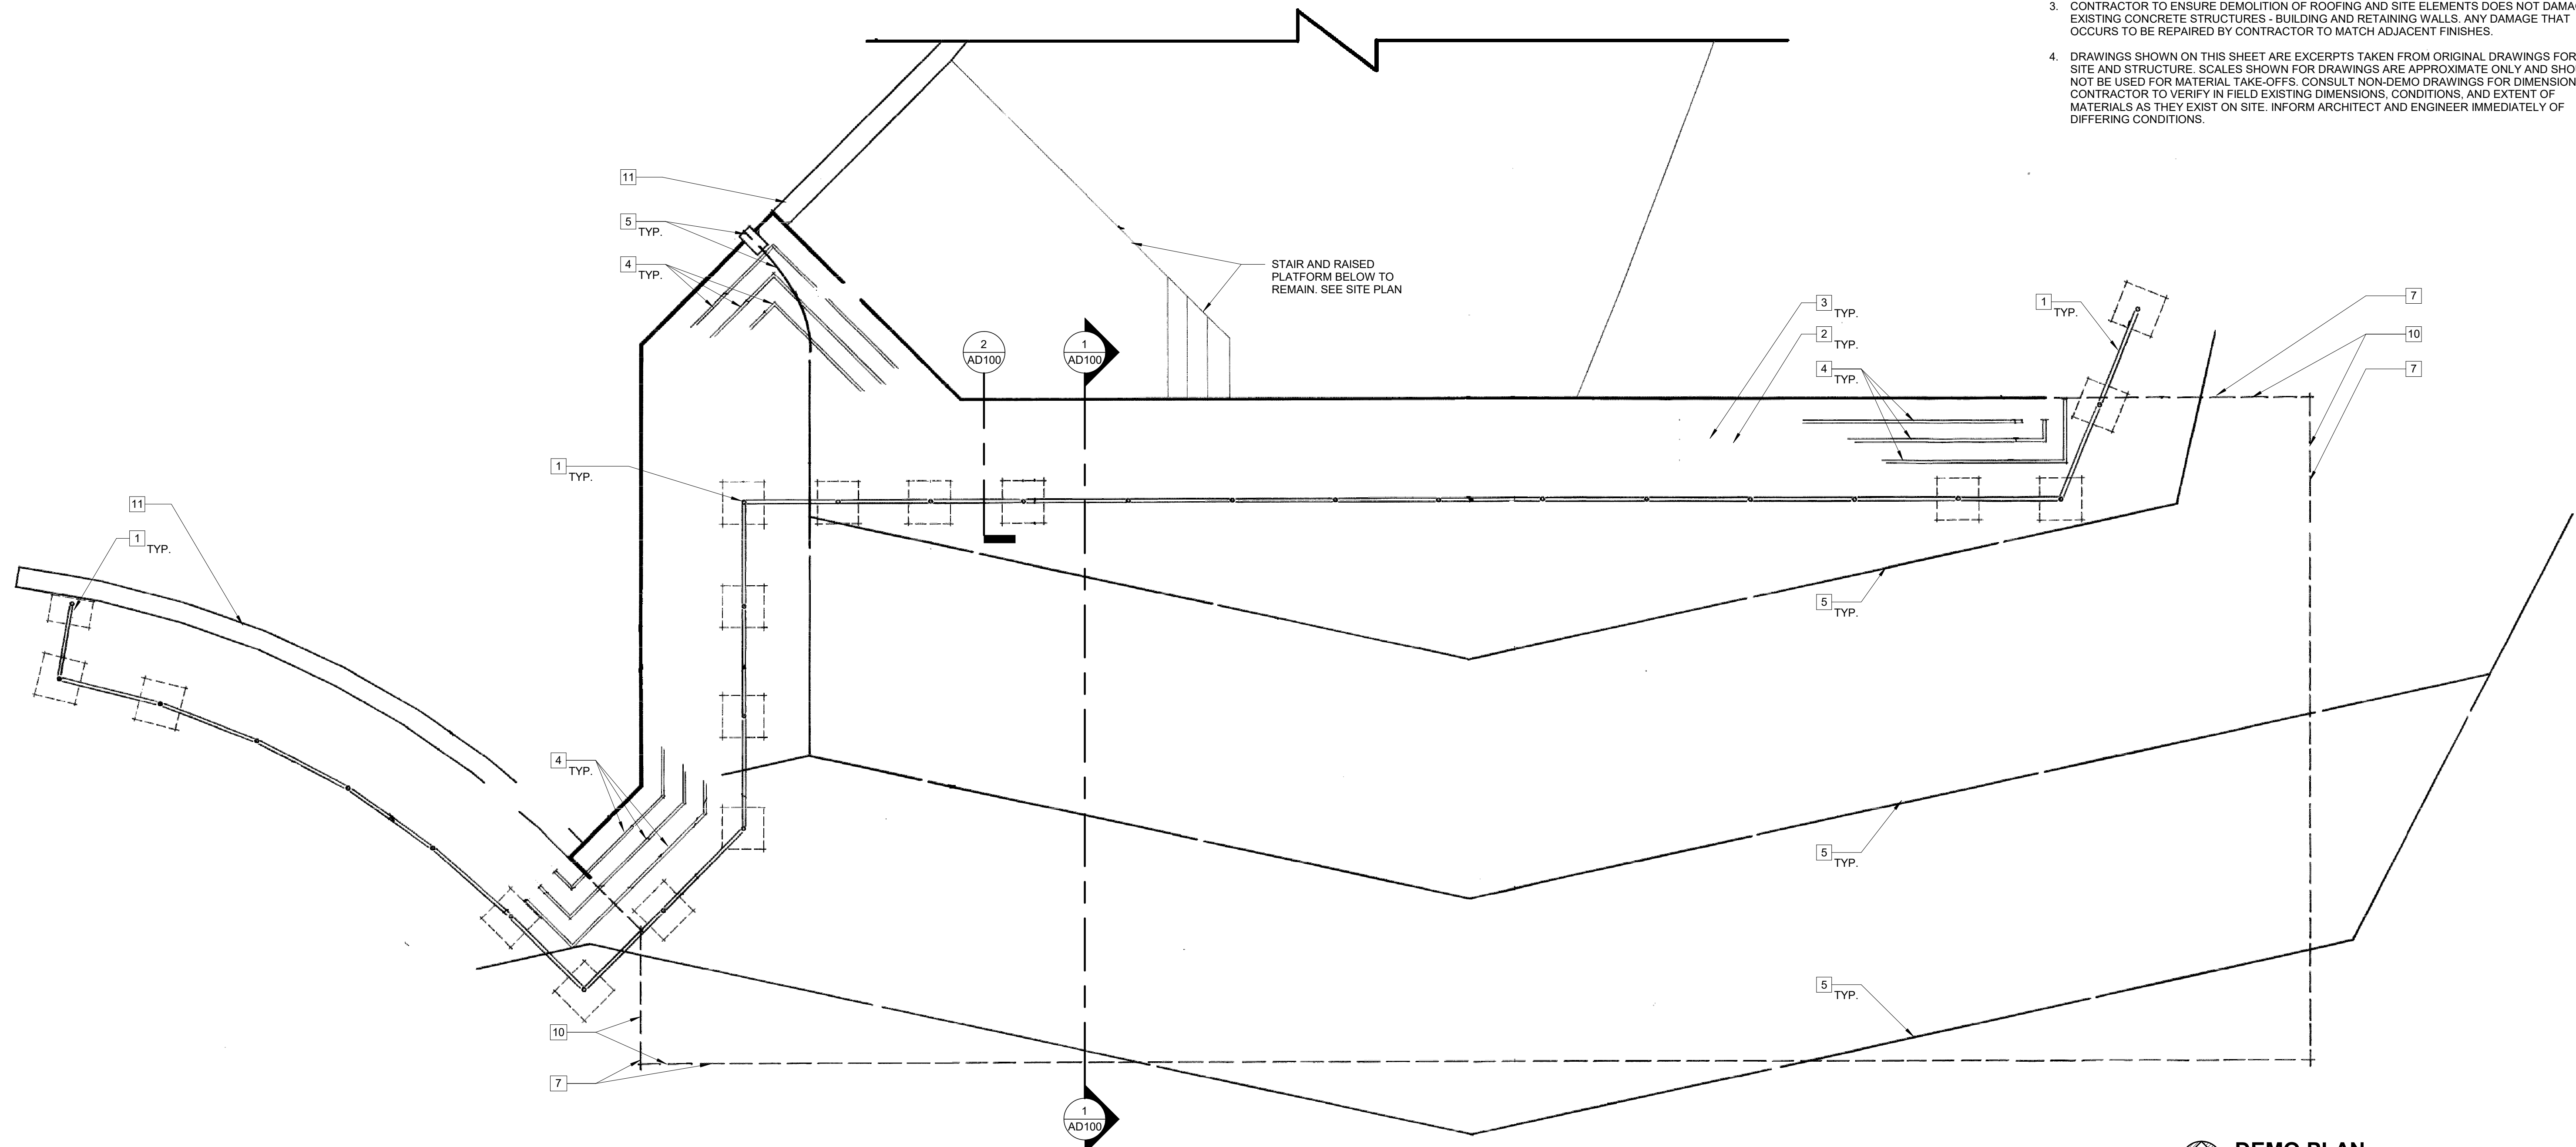 3. CONTRACTOR TO ENSURE DEMOLITION OF ROOFING AND SITE ELEMENTS DOES NOT
EXISTING CONCRETE STRUCTURES - BUILDING AND RETAINING WALLS. ANY DAMAGE THAT
OCCURS TO BE REPAIRED BY CONTRACTOR TO MATCH ADJACENT FINISHES.
4. DRAWINGS SHOWN ON THIS SHEET ARE EXCERPTS TAKEN FROM ORIGINAL DRAWINGS FOR
SITE AND STRUCTURE. SCALES SHOWN FOR DRAWINGS ARE APPROXIMATE ONLY AND
NOT BE USED FOR MATERIAL TAKE-OFFS. CONSULT NON-DEMO DRAWINGS FOR
CONTRACTOR TO VERIFY IN FIELD EXISTING DIMENSIONS, CONDITIONS, AND EXTENT OF
MATERIALS AS THEY EXIST ON SITE. INFORM ARCHITECT AND ENGINEER IMMEDIATELY OF
DIFFERING CONDITIONS.
11
5 TYP.
4 TYP.
STAIR AND RAISED
PLATFORM BELOW TO
REMAIN. SEE SITE PLAN
2
AD100
1
AD100
3 TYP.
2 TYP.
4 TYP.
1 TYP.
7
10
7
1 TYP.
11
1 TYP.
5 TYP.
4 TYP.
5 TYP.
5 TYP.
10
7
1
AD100
DEMO PLAN